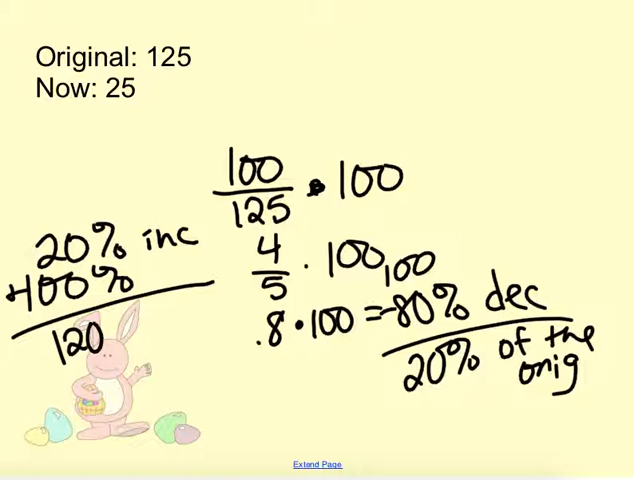 Original: 125
Now: 25
100
125
• 100
20% inc
+100%
120
4
5
· 100
100
.8 • 100 = -80% dec
20% of the
orig
Extend Page